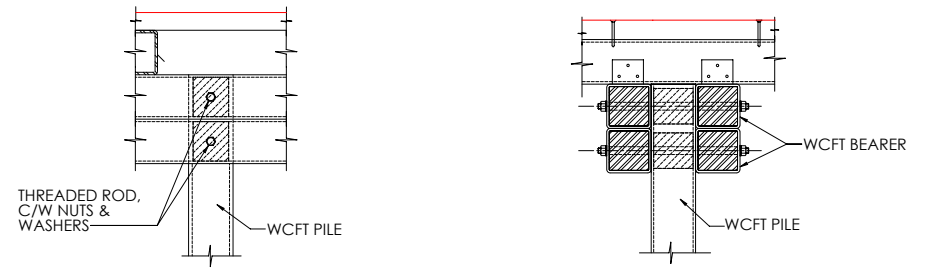 THREADED ROD,
C/W NUTS &
WASHERS
WCFT PILE
WCFT BEARER
WCFT PILE